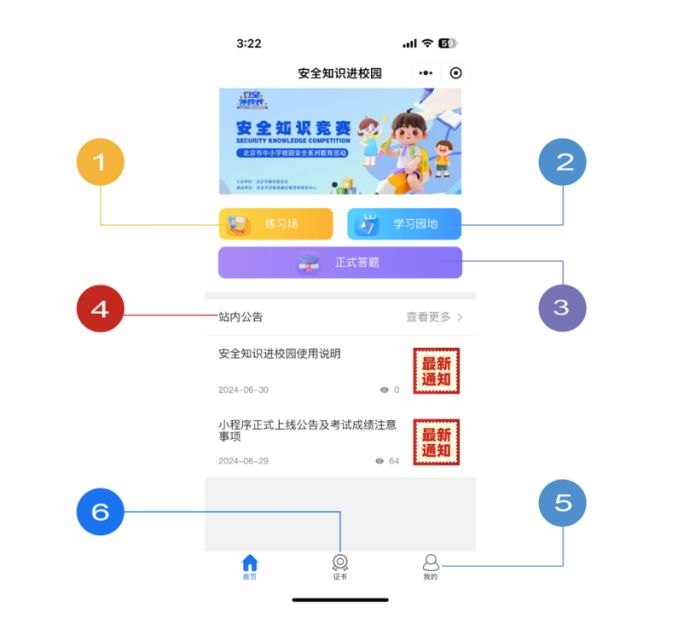 3:22
59
安全知识进校园
安全知识竞赛
SECURITY KNOWLEDGE COMPETITION
北京市中小学校园安全系列教育活动
1
2
练习场
学习园地
正式答题
3
4
站内公告
查看更多
安全知识进校园使用说明
最新
通知
2024-06-30
0
小程序正式上线公告及考试成绩注意
事项
最新
通知
2024-06-29
64
6
5
首页
证书
我的